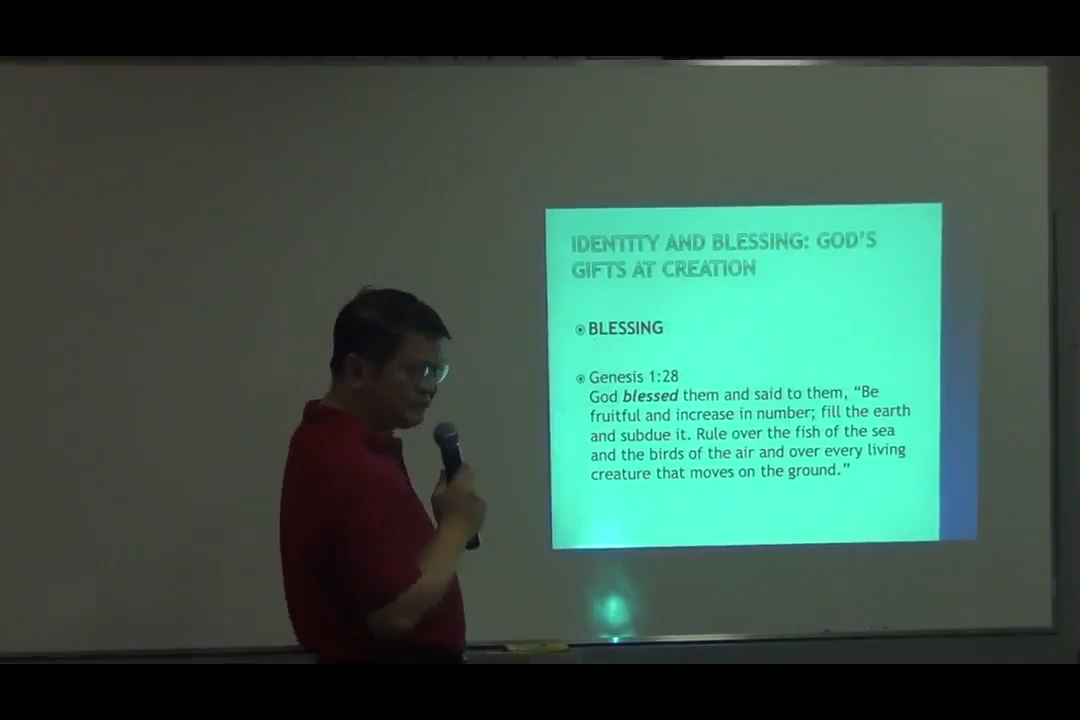 IDENTITY AND BLESSING: GOD'S
GIFTS AT CREATION
BLESSING
Genesis 1:28
God blessed them and said to them, “Be
fruitful and increase in number; fill the earth
and subdue it. Rule over the fish of the sea
and the birds of the air and over every living
creature that moves on the ground.”